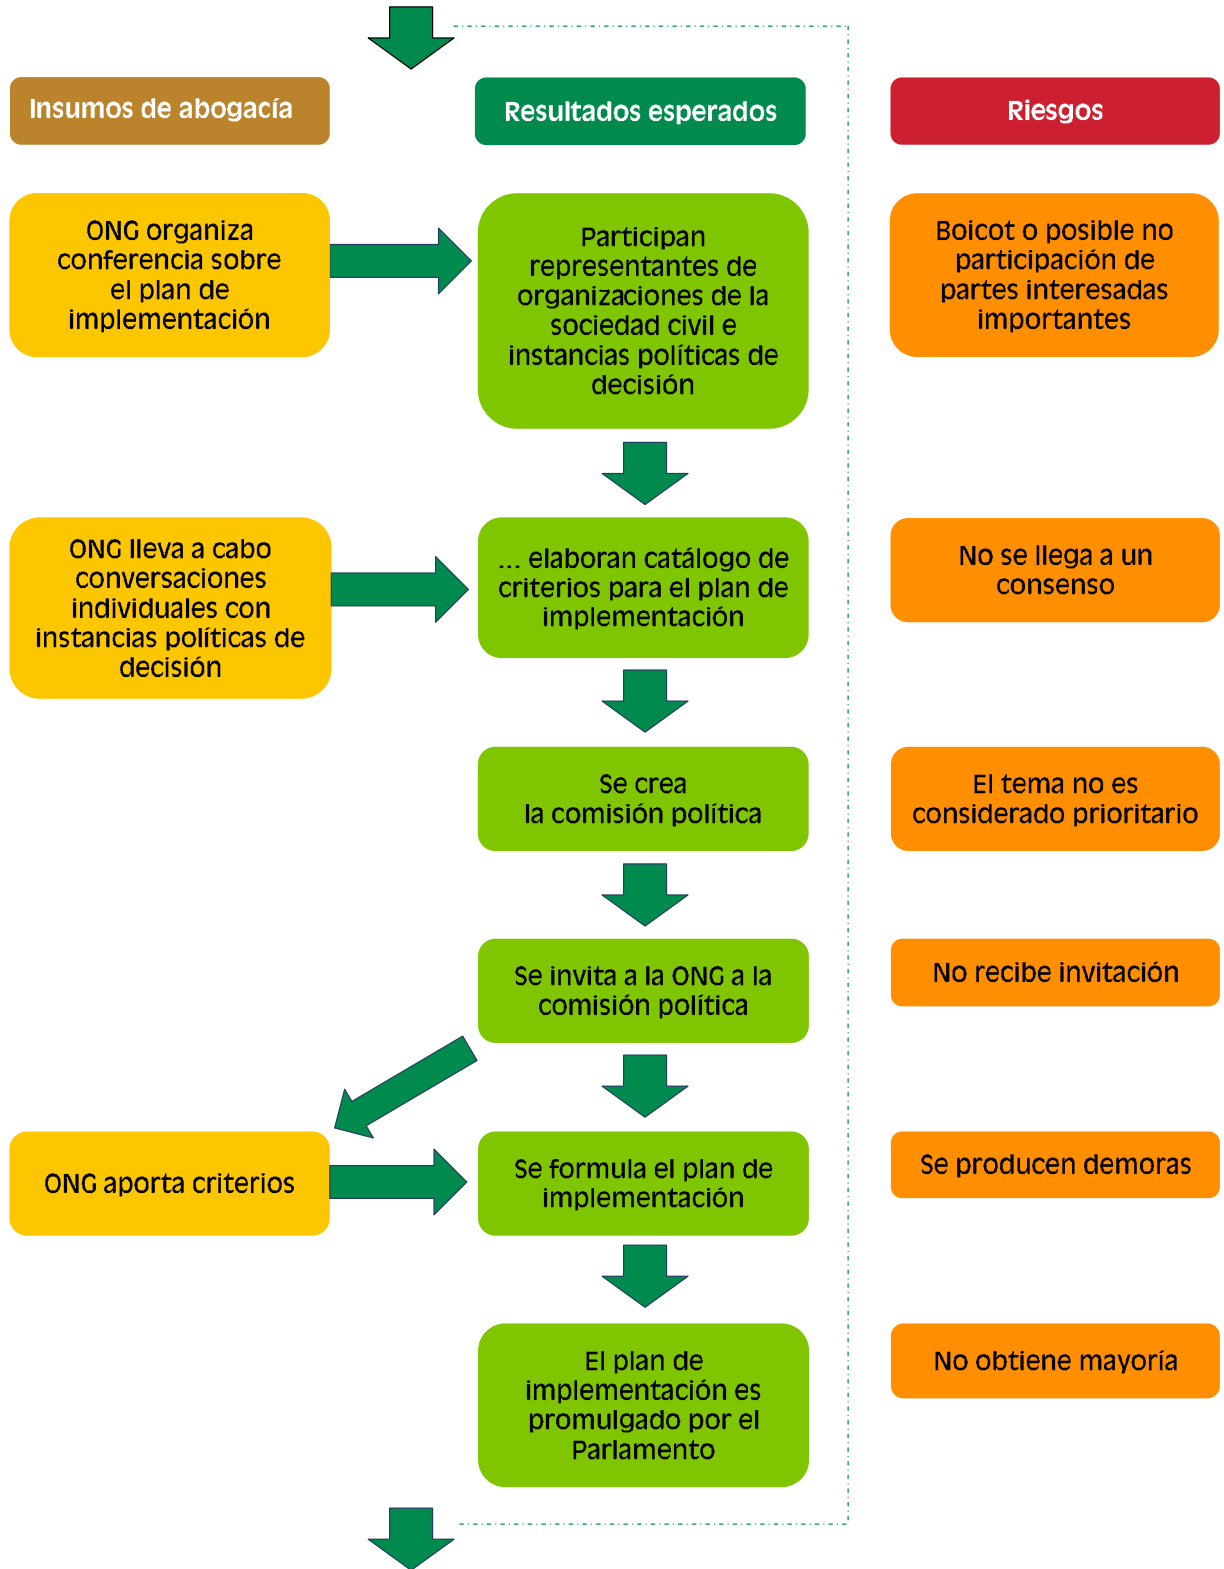 Insumos de abogacía
Resultados esperados
Riesgos
ONG organiza
conferencia sobre
el plan de
implementación
Participan
representantes de
organizaciones de la
sociedad civil e
instancias políticas de
decisión
Boicot o posible no
participación de
partes interesadas
importantes
ONG lleva a cabo
conversaciones
individuales con
instancias políticas de
decisión
... elaboran catálogo de
criterios para el plan de
implementación
No se llega a un
consenso
Se crea
la comisión política
El tema no es
considerado prioritario
Se invita a la ONG a la
comisión política
No recibe invitación
ONG aporta criterios
Se formula el plan de
implementación
Se producen demoras
El plan de
implementación es
promulgado por el
Parlamento
No obtiene mayoría